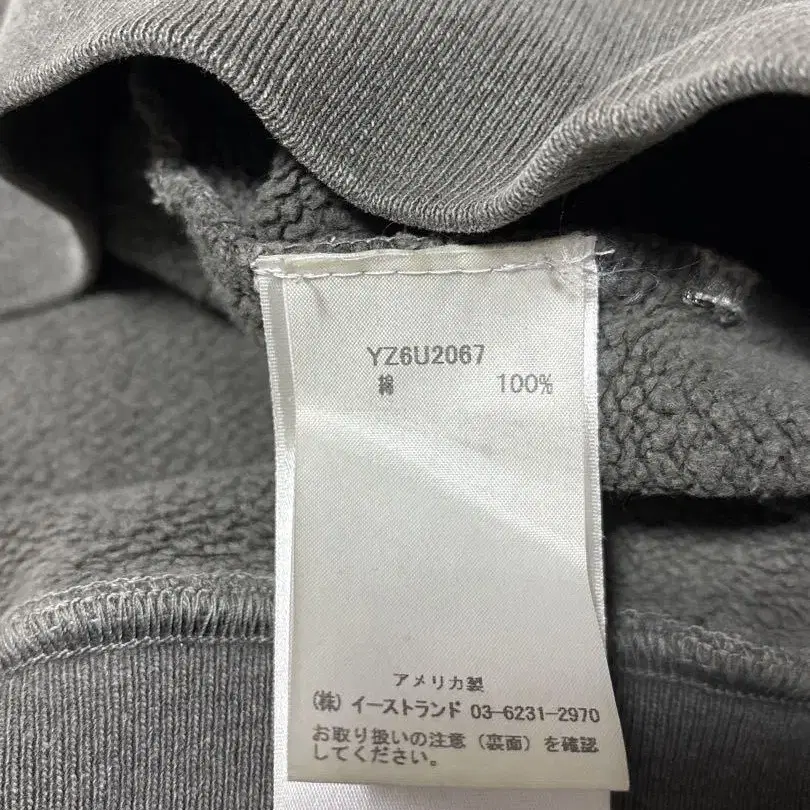 YZ6U2067
綿 100%
アメリカ製
(株) イーストランド 03-6231-2970
お取り扱いの注意(裏面)を確認
してください。